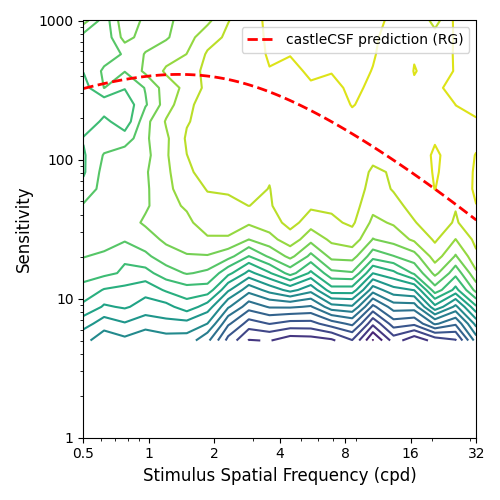 1000
castleCSF prediction (RG)
100
10
1
Sensitivity
0.5 1 2 4 8 16 32
Stimulus Spatial Frequency (cpd)